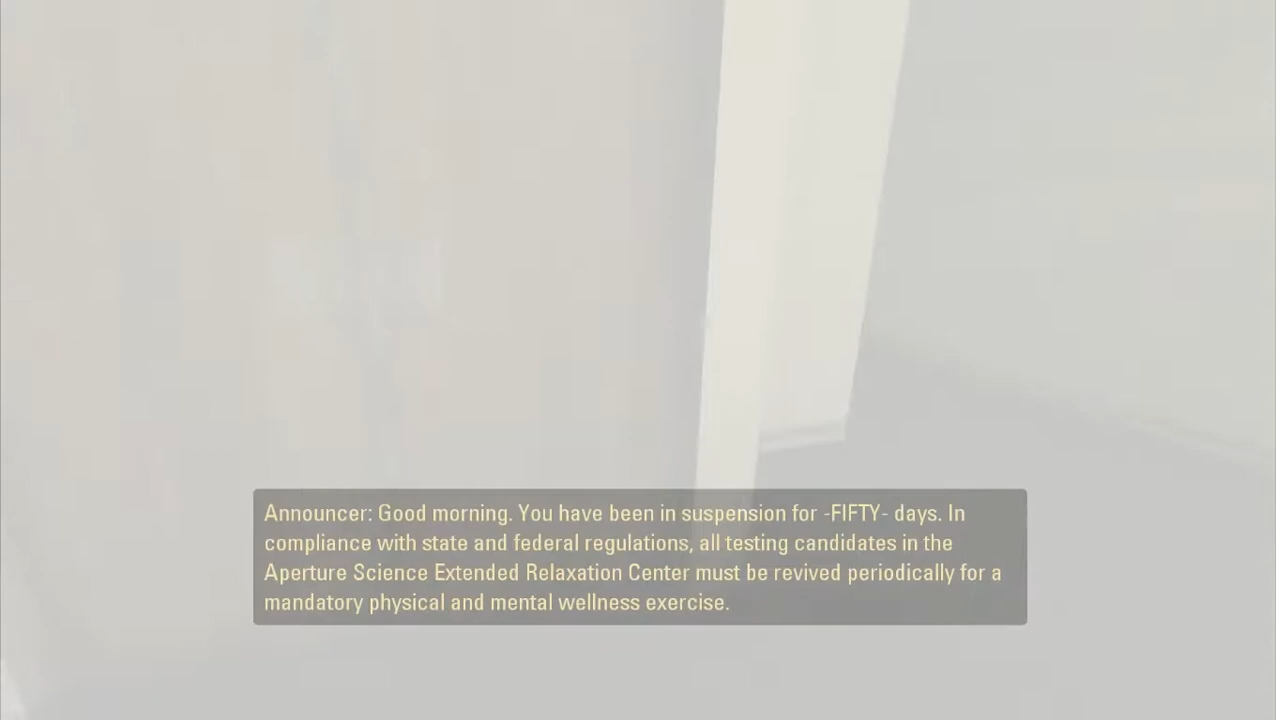 Announcer: Good morning. You have been in suspension for -FIFTY- days. In
compliance with state and federal regulations, all testing candidates in the
Aperture Science Extended Relaxation Center must be revived periodically for a
mandatory physical and mental wellness exercise.